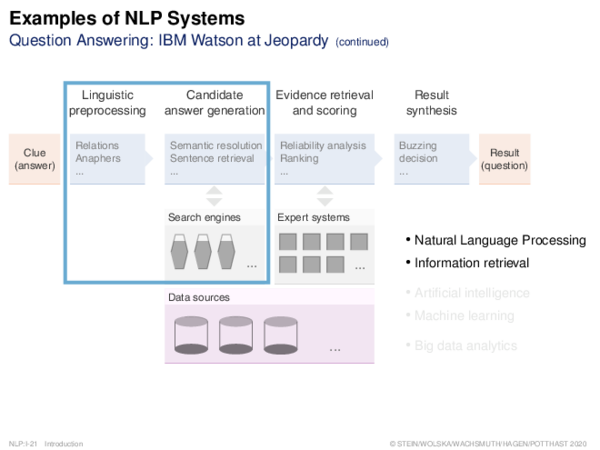 Examples of NLP Systems
Question Answering: IBM Watson at Jeopardy (continued)
Linguistic
preprocessing
Candidate
answer generation
Evidence retrieval
and scoring
Result
synthesis
Clue
(answer)
Relations
Anaphers
...
Semantic resolution
Sentence retrieval
...
Reliability analysis
Ranking
...
Buzzing
decision
...
Result
(question)
Search engines
...
Expert systems
...
Data sources
...
• Natural Language Processing
• Information retrieval
• Artificial intelligence
• Machine learning
• Big data analytics
NLP:I-21 Introduction
© STEIN/WOLSKA/WACHSMUTH/HAGEN/POTTHAST 2020